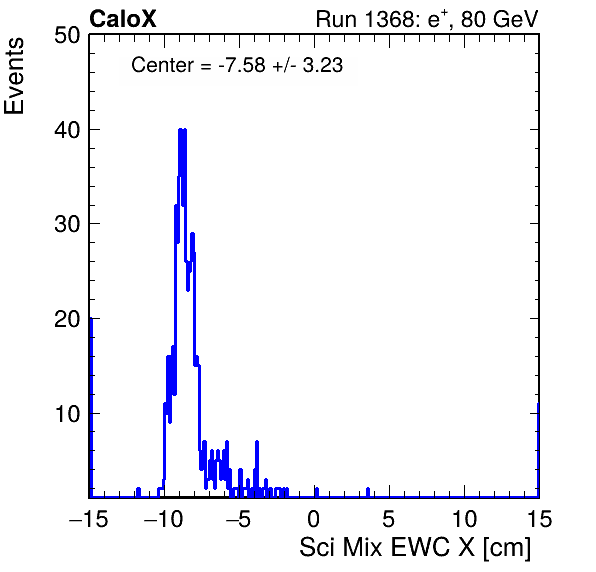 CaloX Run 1368: e+, 80 GeV
Center = -7.58 +/- 3.23
Events
50
40
30
20
10
−15 −10 −5 0 5 10 15
Sci Mix EWC X [cm]